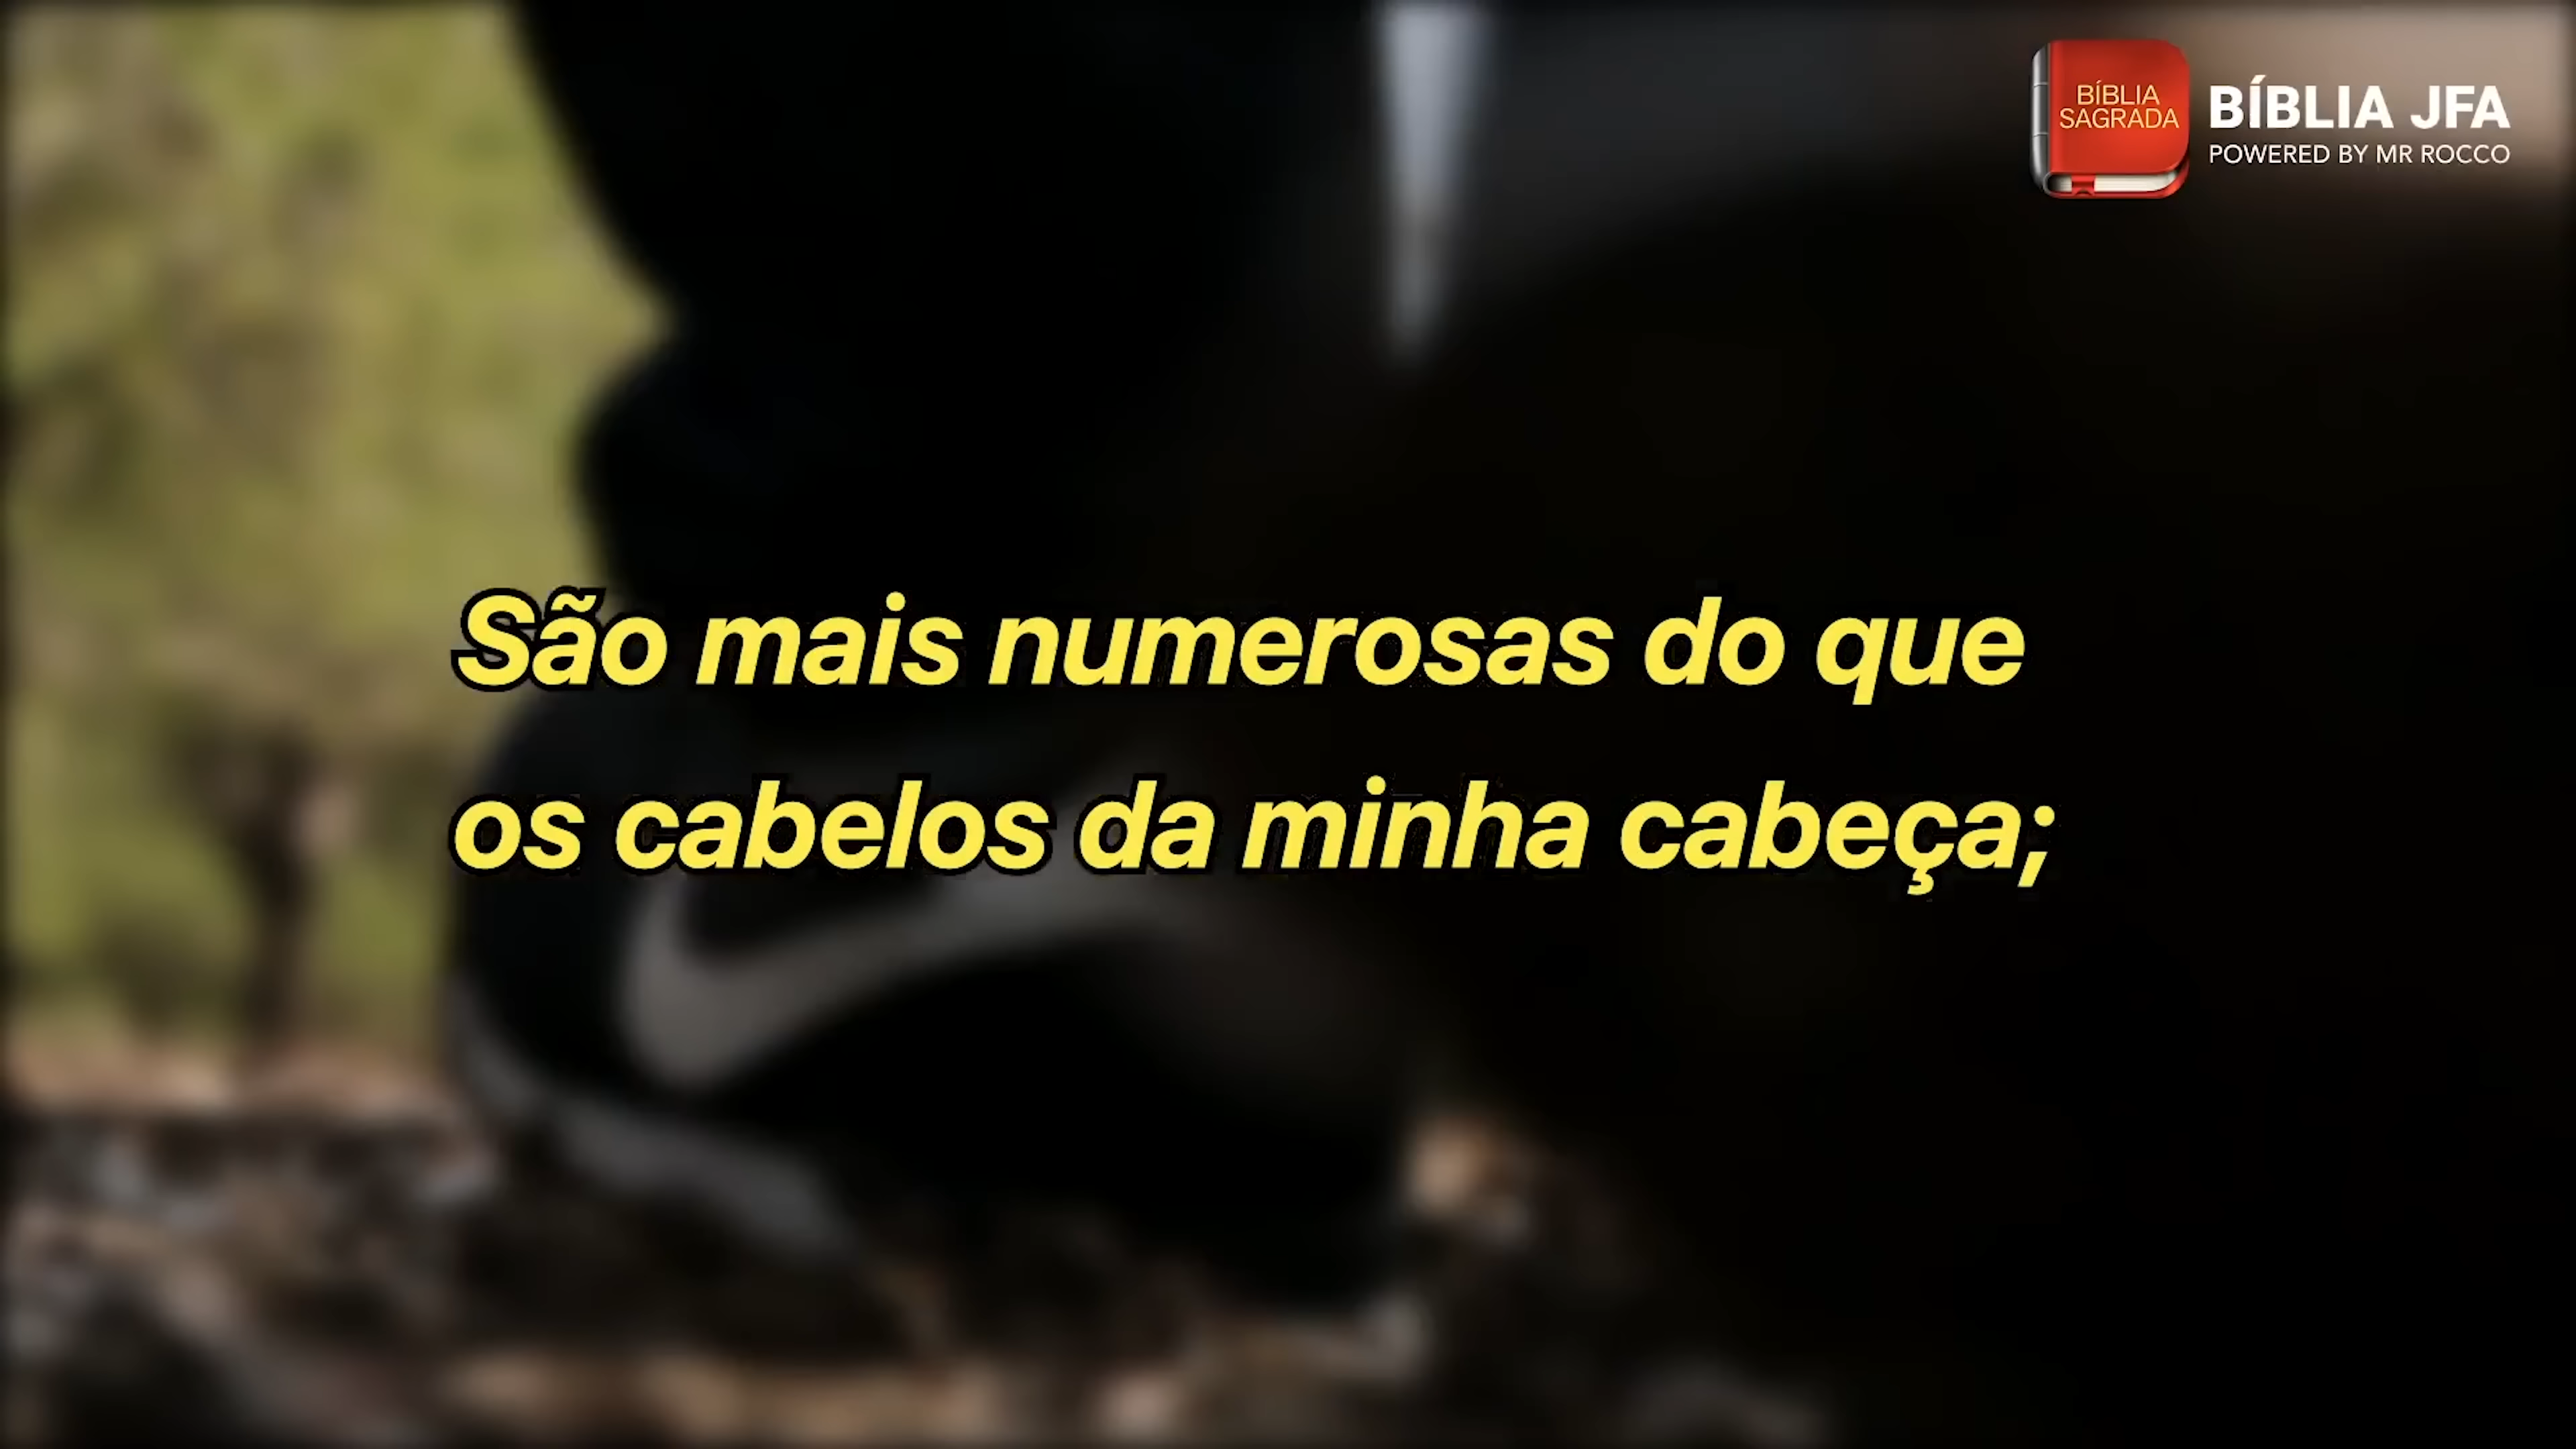 BÍBLIA
SAGRADA
BÍBLIA JFA
POWERED BY MR ROCCO
São mais numerosas do que
os cabelos da minha cabeça;